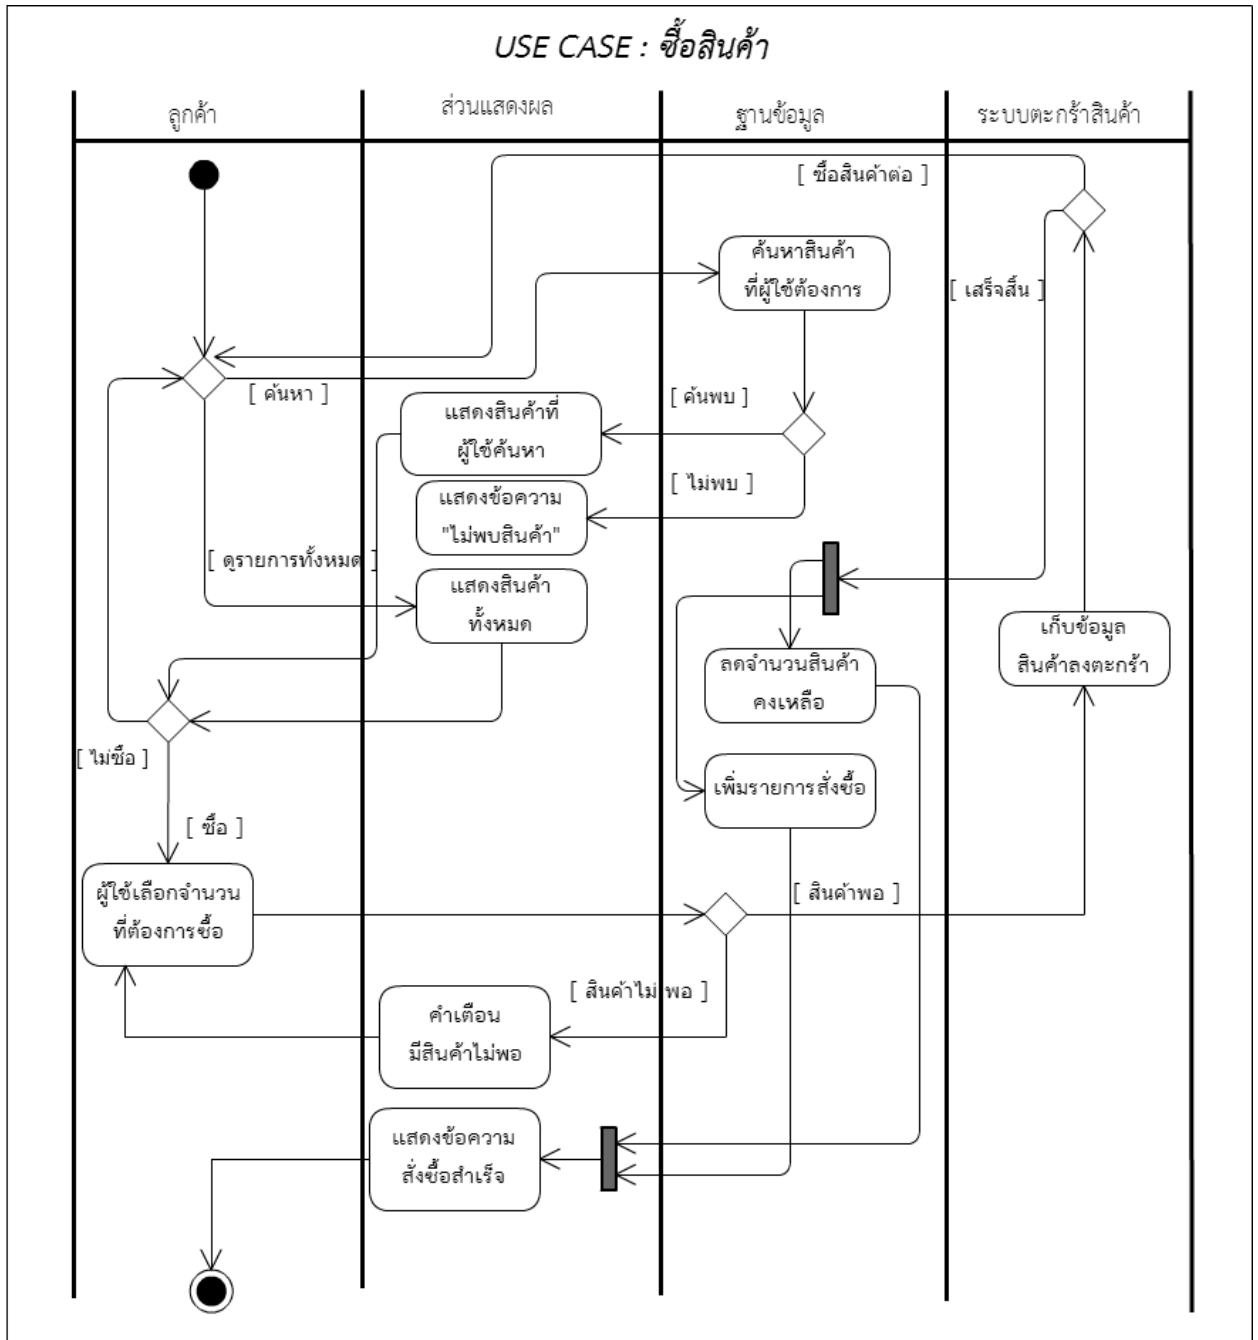 USE CASE : ซื้อสินค้า
ลูกค้า
ส่วนแสดงผล
ฐานข้อมูล
ระบบตะกร้าสินค้า
[ ซื้อสินค้าต่อ ]
ค้นหาสินค้า
ที่ผู้ใช้ต้องการ
[ เสร็จสิ้น ]
[ ค้นหา ]
[ ค้นพบ ]
แสดงสินค้าที่
ผู้ใช้ค้นหา
[ ไม่พบ ]
แสดงข้อความ
"ไม่พบสินค้า"
[ ดูรายการทั้งหมด ]
แสดงสินค้า
ทั้งหมด
เก็บข้อมูล
สินค้าลงตะกร้า
ลดจำนวนสินค้า
คงเหลือ
[ ไม่ซื้อ ]
เพิ่มรายการสั่งซื้อ
[ ซื้อ ]
ผู้ใช้เลือกจำนวน
ที่ต้องการซื้อ
[ สินค้าพอ ]
[ สินค้าไม่พอ ]
คำเตือน
มีสินค้าไม่พอ
แสดงข้อความ
สั่งซื้อสำเร็จ